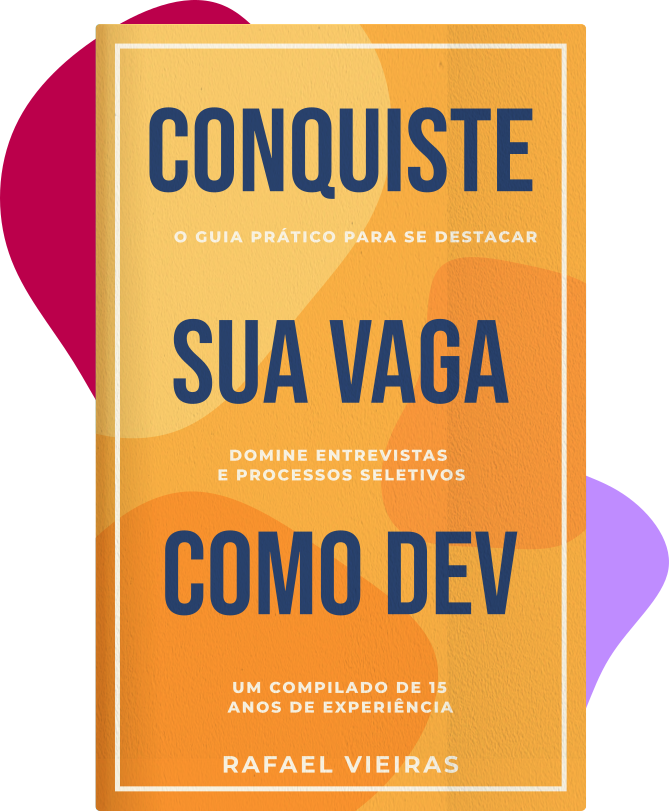 CONQUISTE
O GUIA PRÁTICO PARA SE DESTACAR
SUA VAGA
DOMINE ENTREVISTAS
E PROCESSOS SELETIVOS
COMO DEV
UM COMPILADO DE 15
ANOS DE EXPERIÊNCIA
RAFAEL VIEIRAS